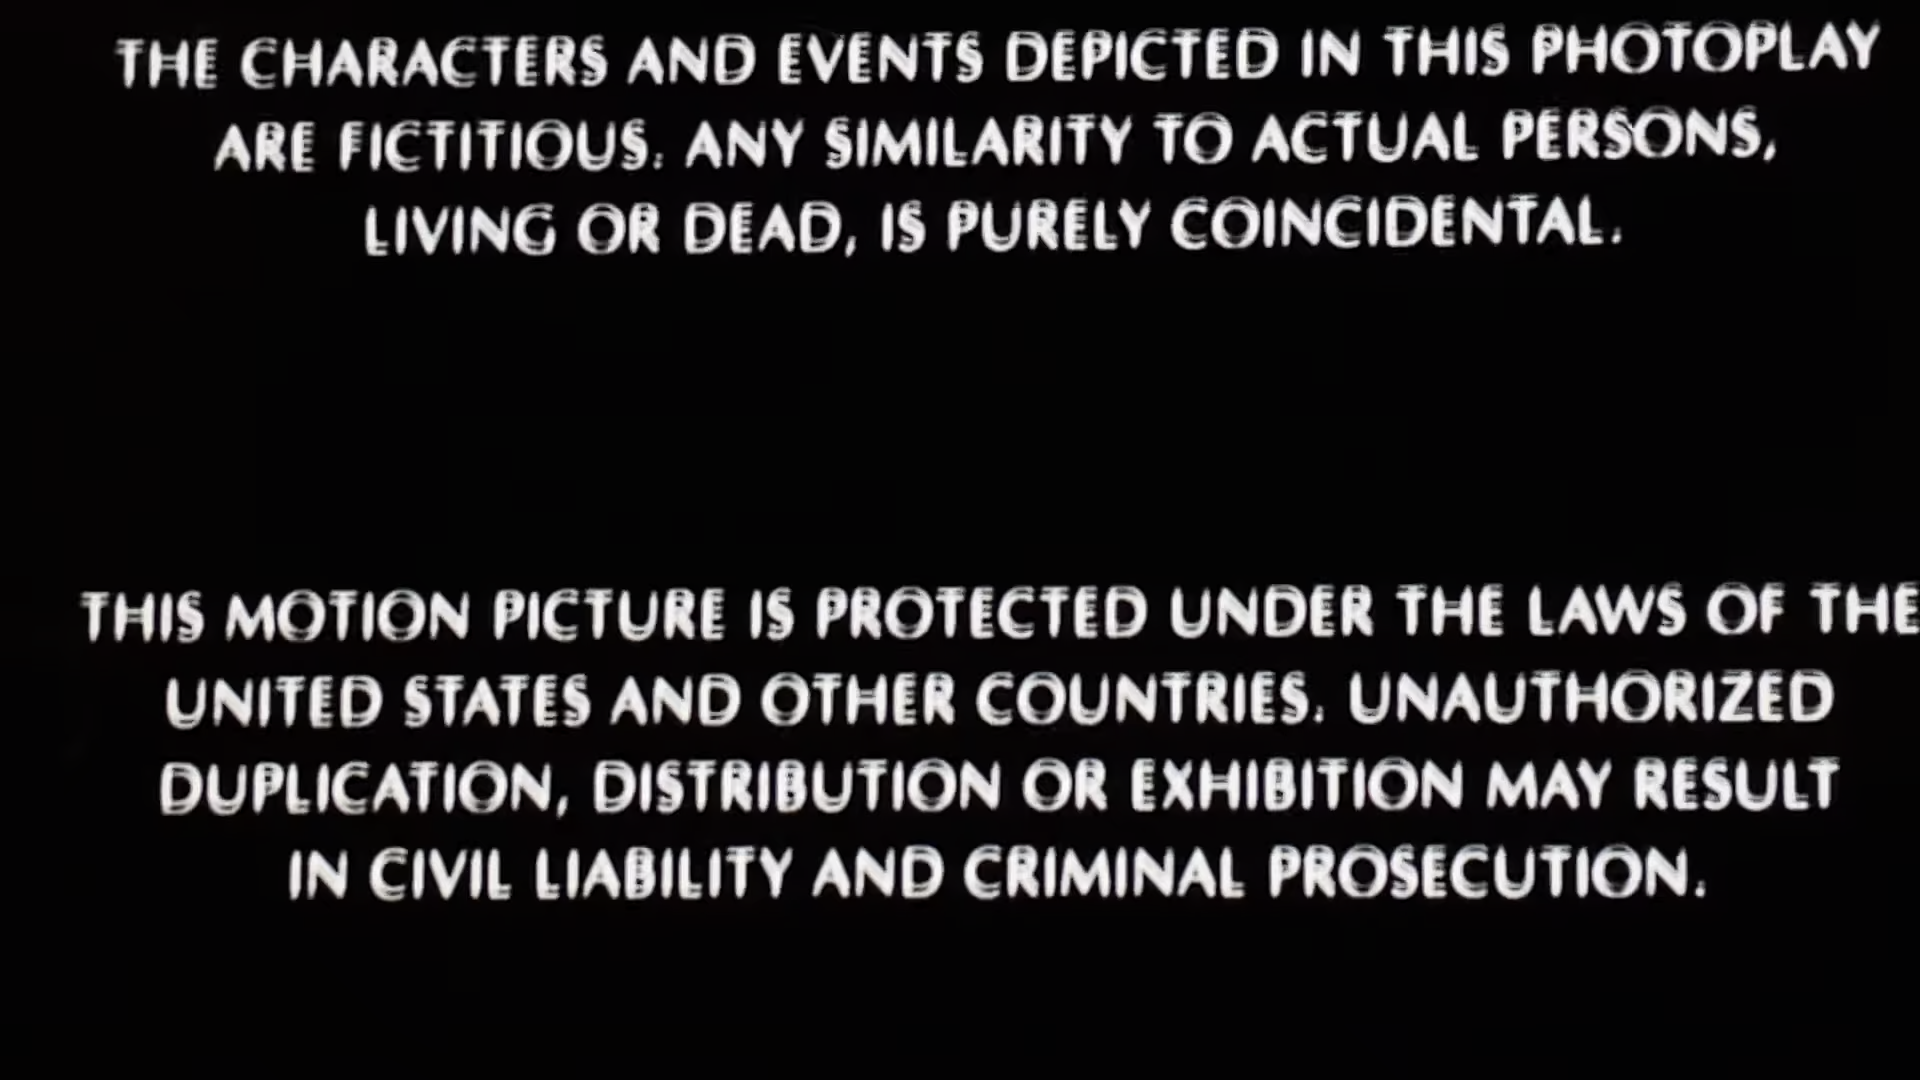 THE CHARACTERS AND EVENTS DEPICTED IN THIS PHOTOPLAY
ARE FICTITIOUS. ANY SIMILARITY TO ACTUAL PERSONS,
LIVING OR DEAD, IS PURELY COINCIDENTAL.
THIS MOTION PICTURE IS PROTECTED UNDER THE LAWS OF THE
UNITED STATES AND OTHER COUNTRIES. UNAUTHORIZED
DUPLICATION, DISTRIBUTION OR EXHIBITION MAY RESULT
IN CIVIL LIABILITY AND CRIMINAL PROSECUTION.